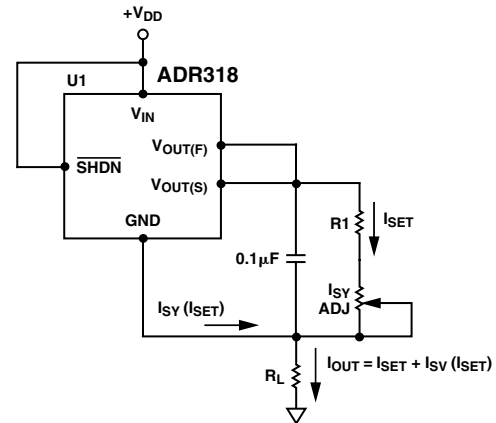 +VDD
U1 ADR318
VIN
VOUT(F)
SHDN
VOUT(S)
GND
R1
ISET
0.1μF
ISY
ADJ
ISY (ISET)
RL
IOUT = ISET + ISV (ISET)